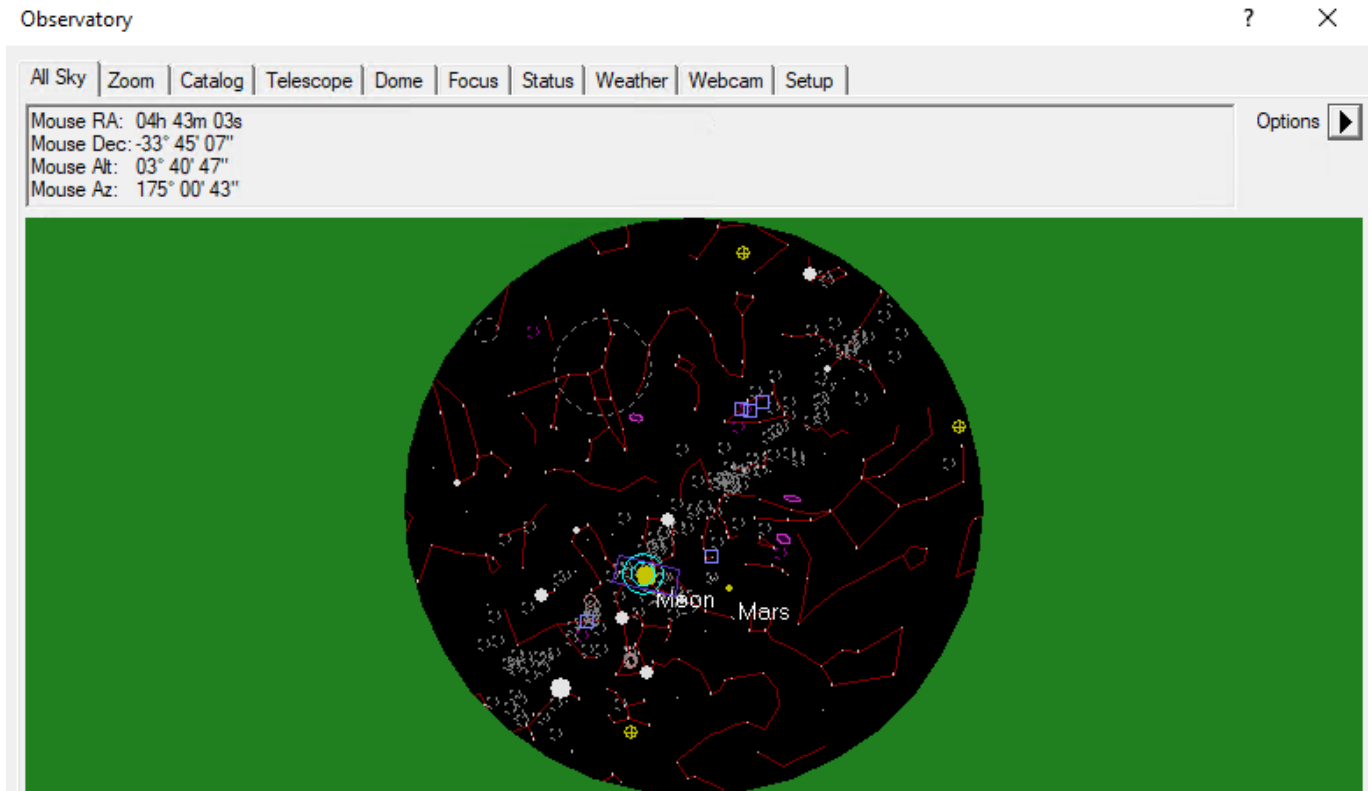 Observatory ?
All Sky Zoom Catalog Telescope Dome Focus Status Weather Webcam Setup
Mouse RA: 04h 43m 03s Options
Mouse Dec: -33° 45' 07"
Mouse Alt: 03° 40' 47"
Mouse Az: 175° 00' 43"
Moon
Mars